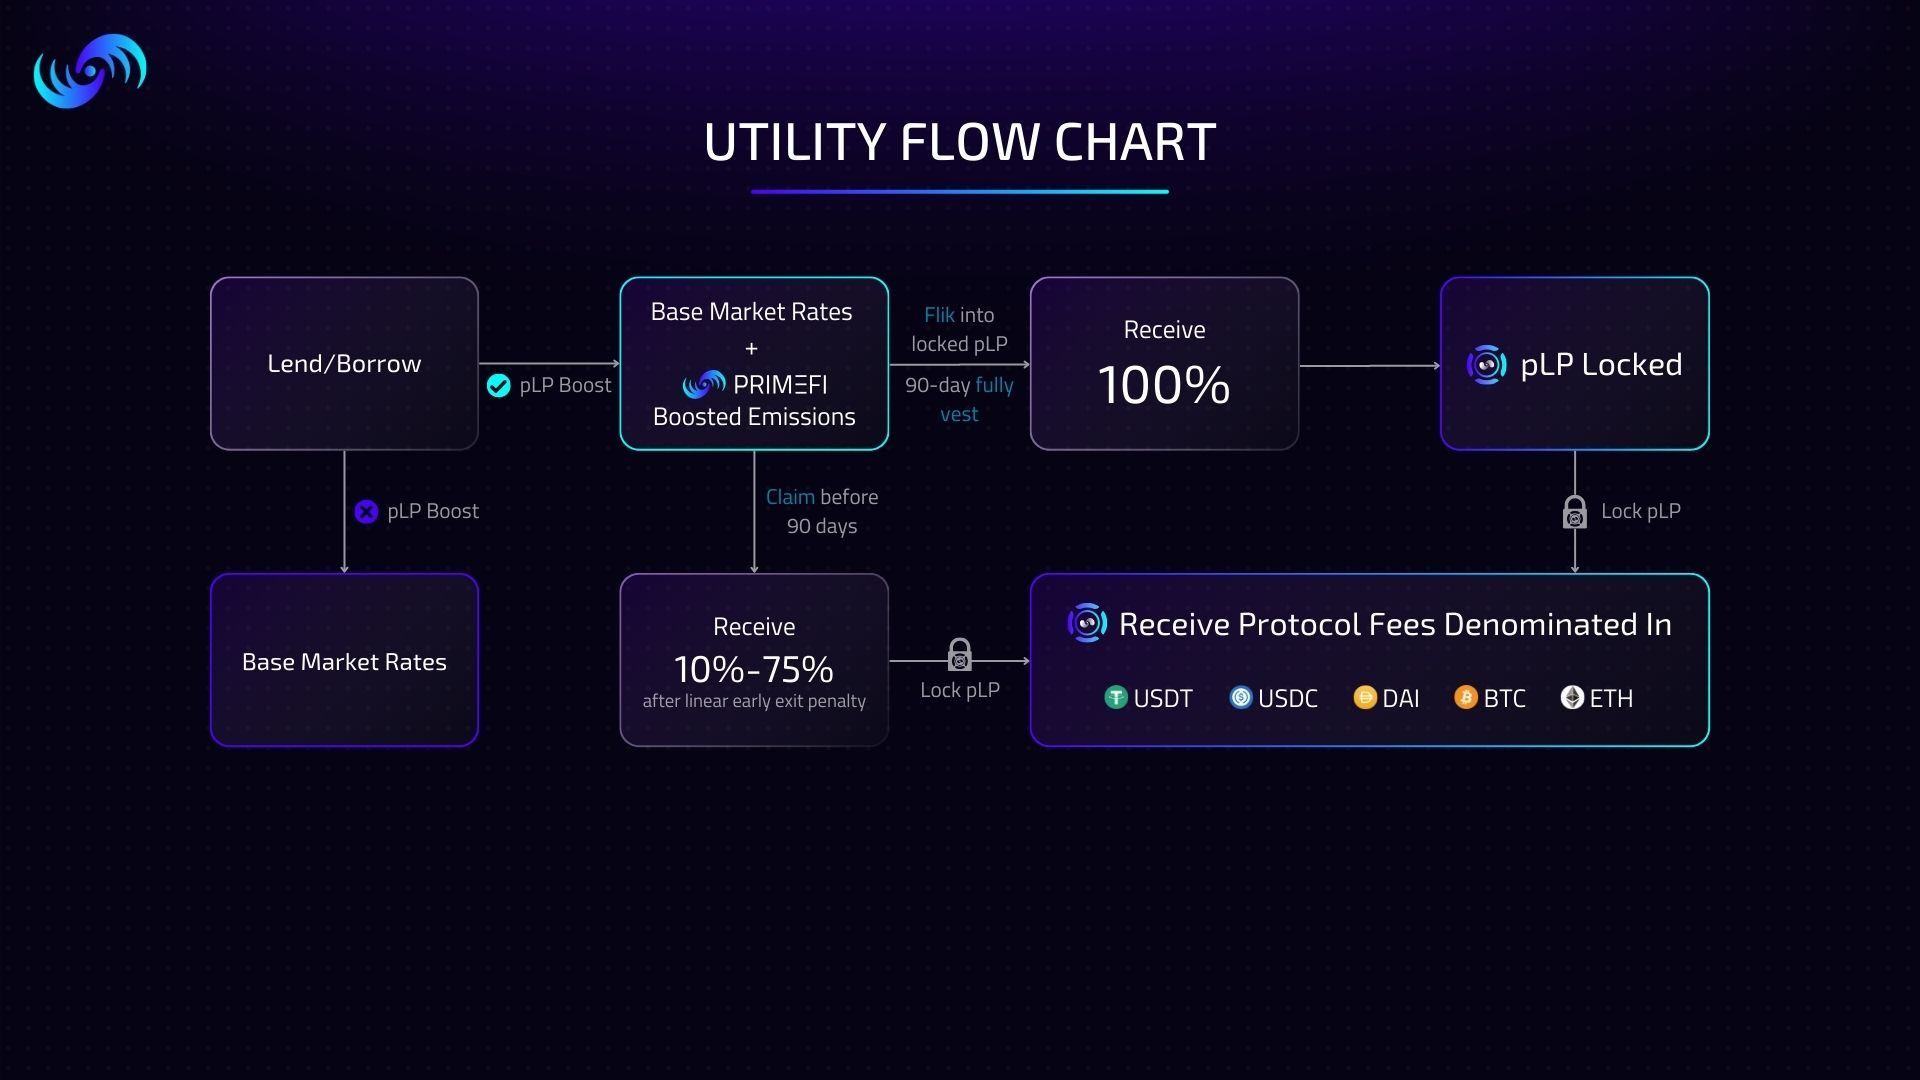 UTILITY FLOW CHART
Lend/Borrow
pLP Boost
Base Market Rates
+
PRIMEFI
Boosted Emissions
Flik into
locked pLP
90-day fully
vest
Receive
100%
pLP Locked
pLP Boost
Claim before
90 days
Lock pLP
Base Market Rates
Receive
10%-75%
after linear early exit penalty
Lock pLP
Receive Protocol Fees Denominated In
USDT USDC DAI BTC ETH